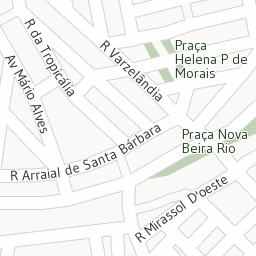 R da Tropicália
R Varzelândia
Praça
Helena P de
Morais
Av Mário Alves
R Arraial de Santa Bárbara
Praça Nova
Beira Rio
R Mirassol D'oeste